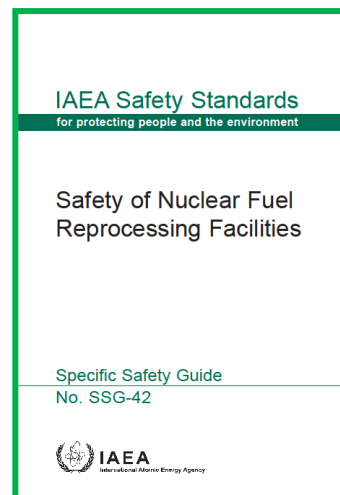 IAEA Safety Standards
for protecting people and the environment
Safety of Nuclear Fuel
Reprocessing Facilities
Specific Safety Guide
No. SSG-42
IAEA
International Atomic Energy Agency